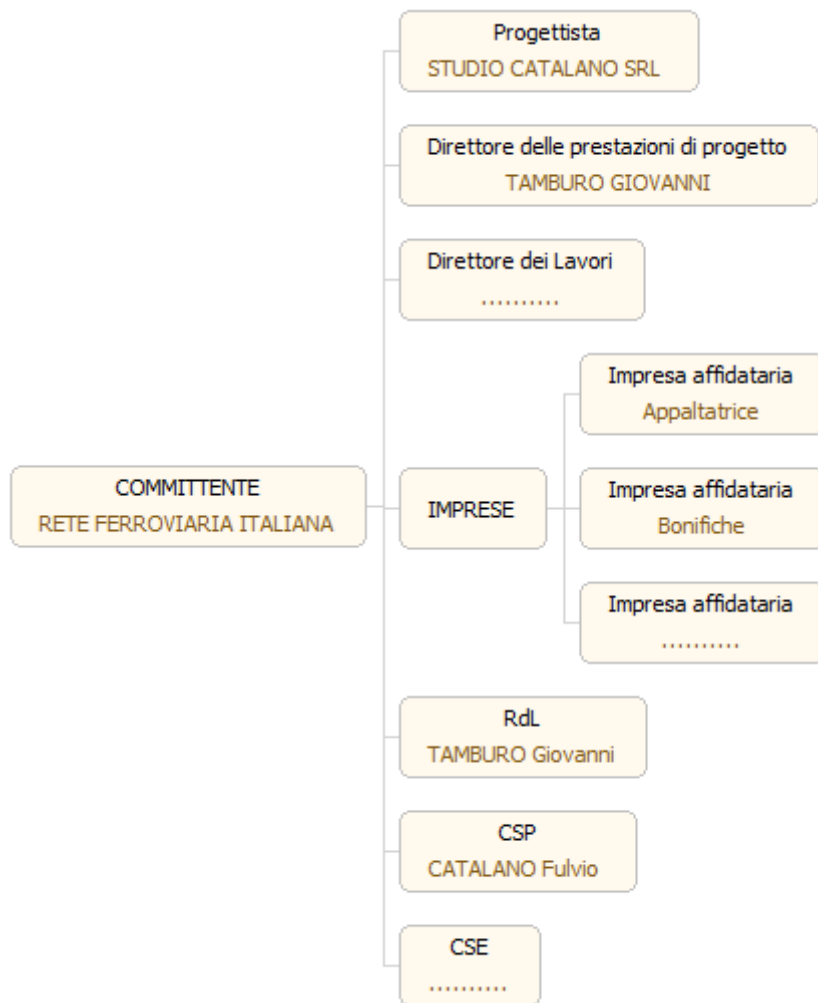 Progettista
STUDIO CATALANO SRL
Direttore delle prestazioni di progetto
TAMBURO GIOVANNI
Direttore dei Lavori
..........
Impresa affidataria
Appaltatrice
COMMITTENTE
RETE FERROVIARIA ITALIANA
IMPRESE
Impresa affidataria
Bonifiche
Impresa affidataria
..........
RdL
TAMBURO Giovanni
CSP
CATALANO Fulvio
CSE
..........